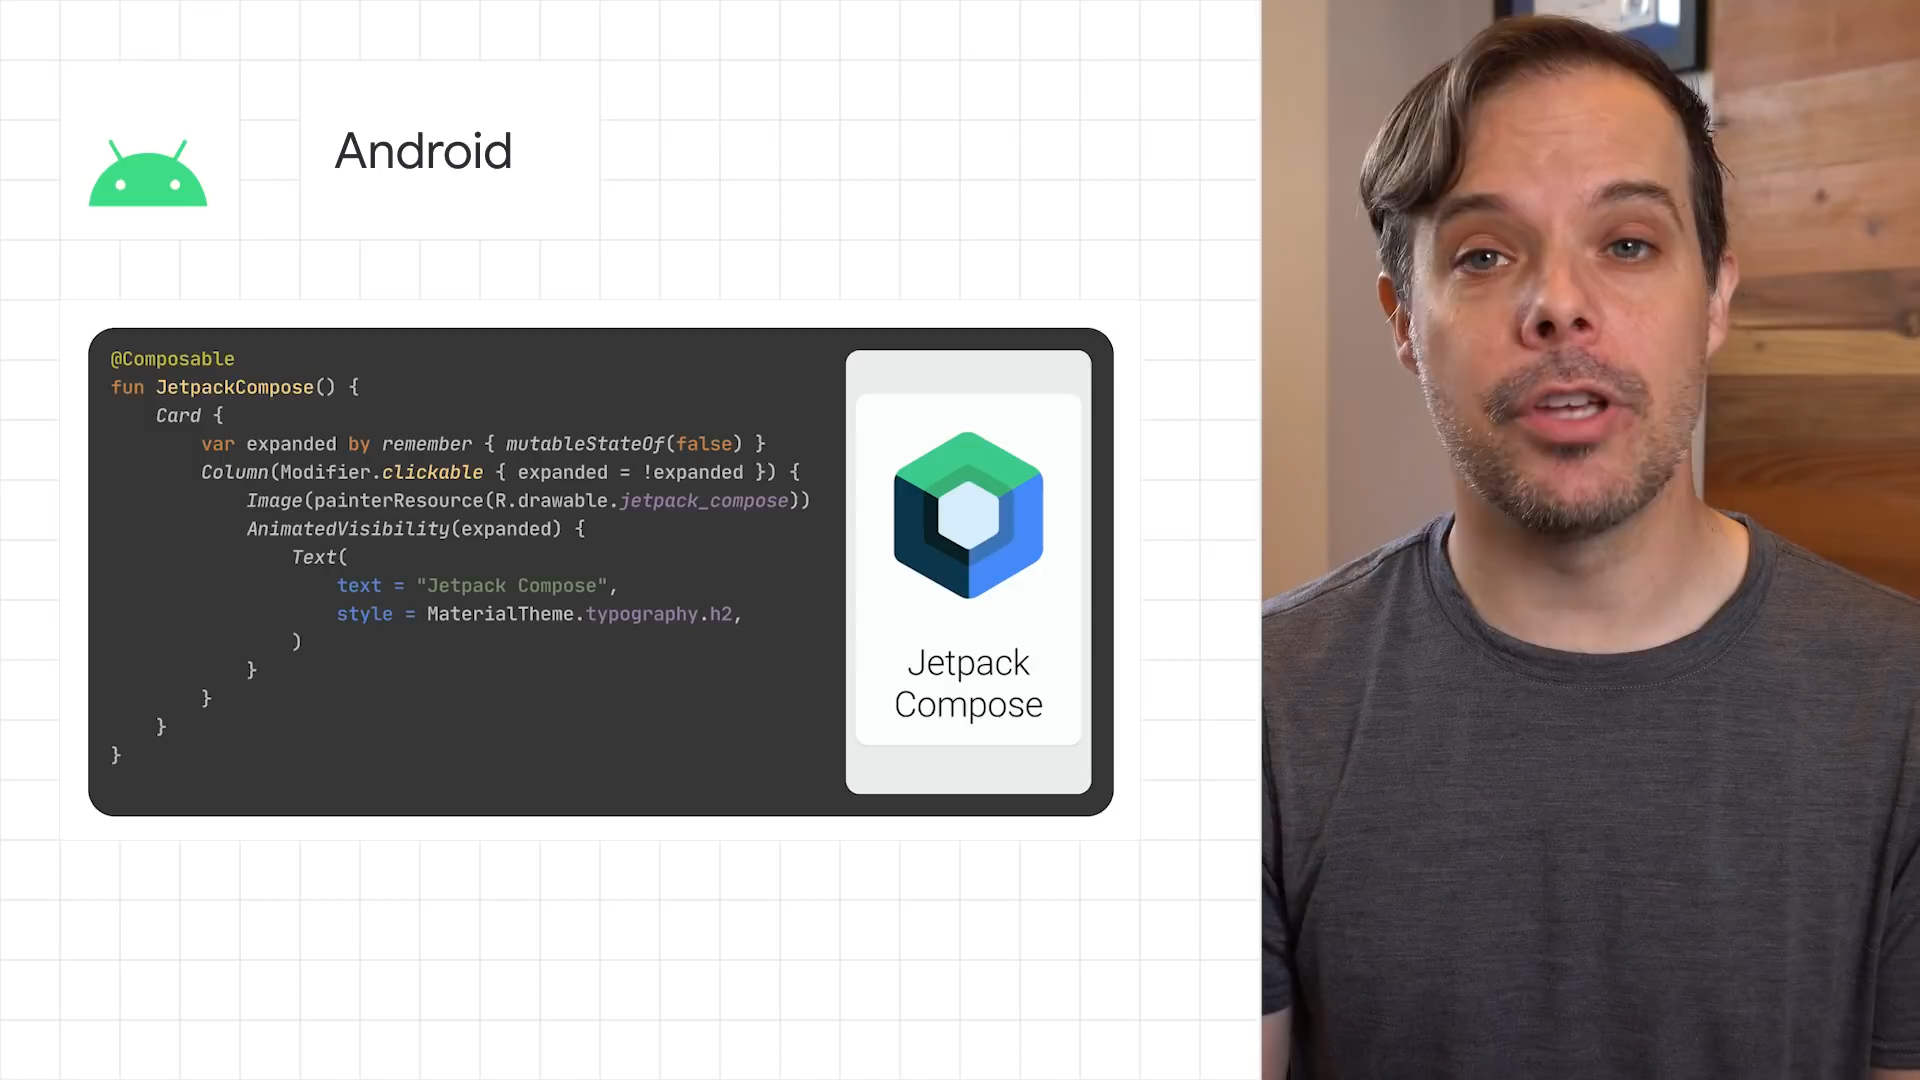 Android
@Composable
fun JetpackCompose() {
    Card {
        var expanded by remember { mutableStateOf(false) }
        Column(Modifier.clickable { expanded = !expanded }) {
            Image(painterResource(R.drawable.jetpack_compose))
            AnimatedVisibility(expanded) {
                Text(
                    text = "Jetpack Compose",
                    style = MaterialTheme.typography.h2,
                )
            }
        }
    }
}
Jetpack
Compose